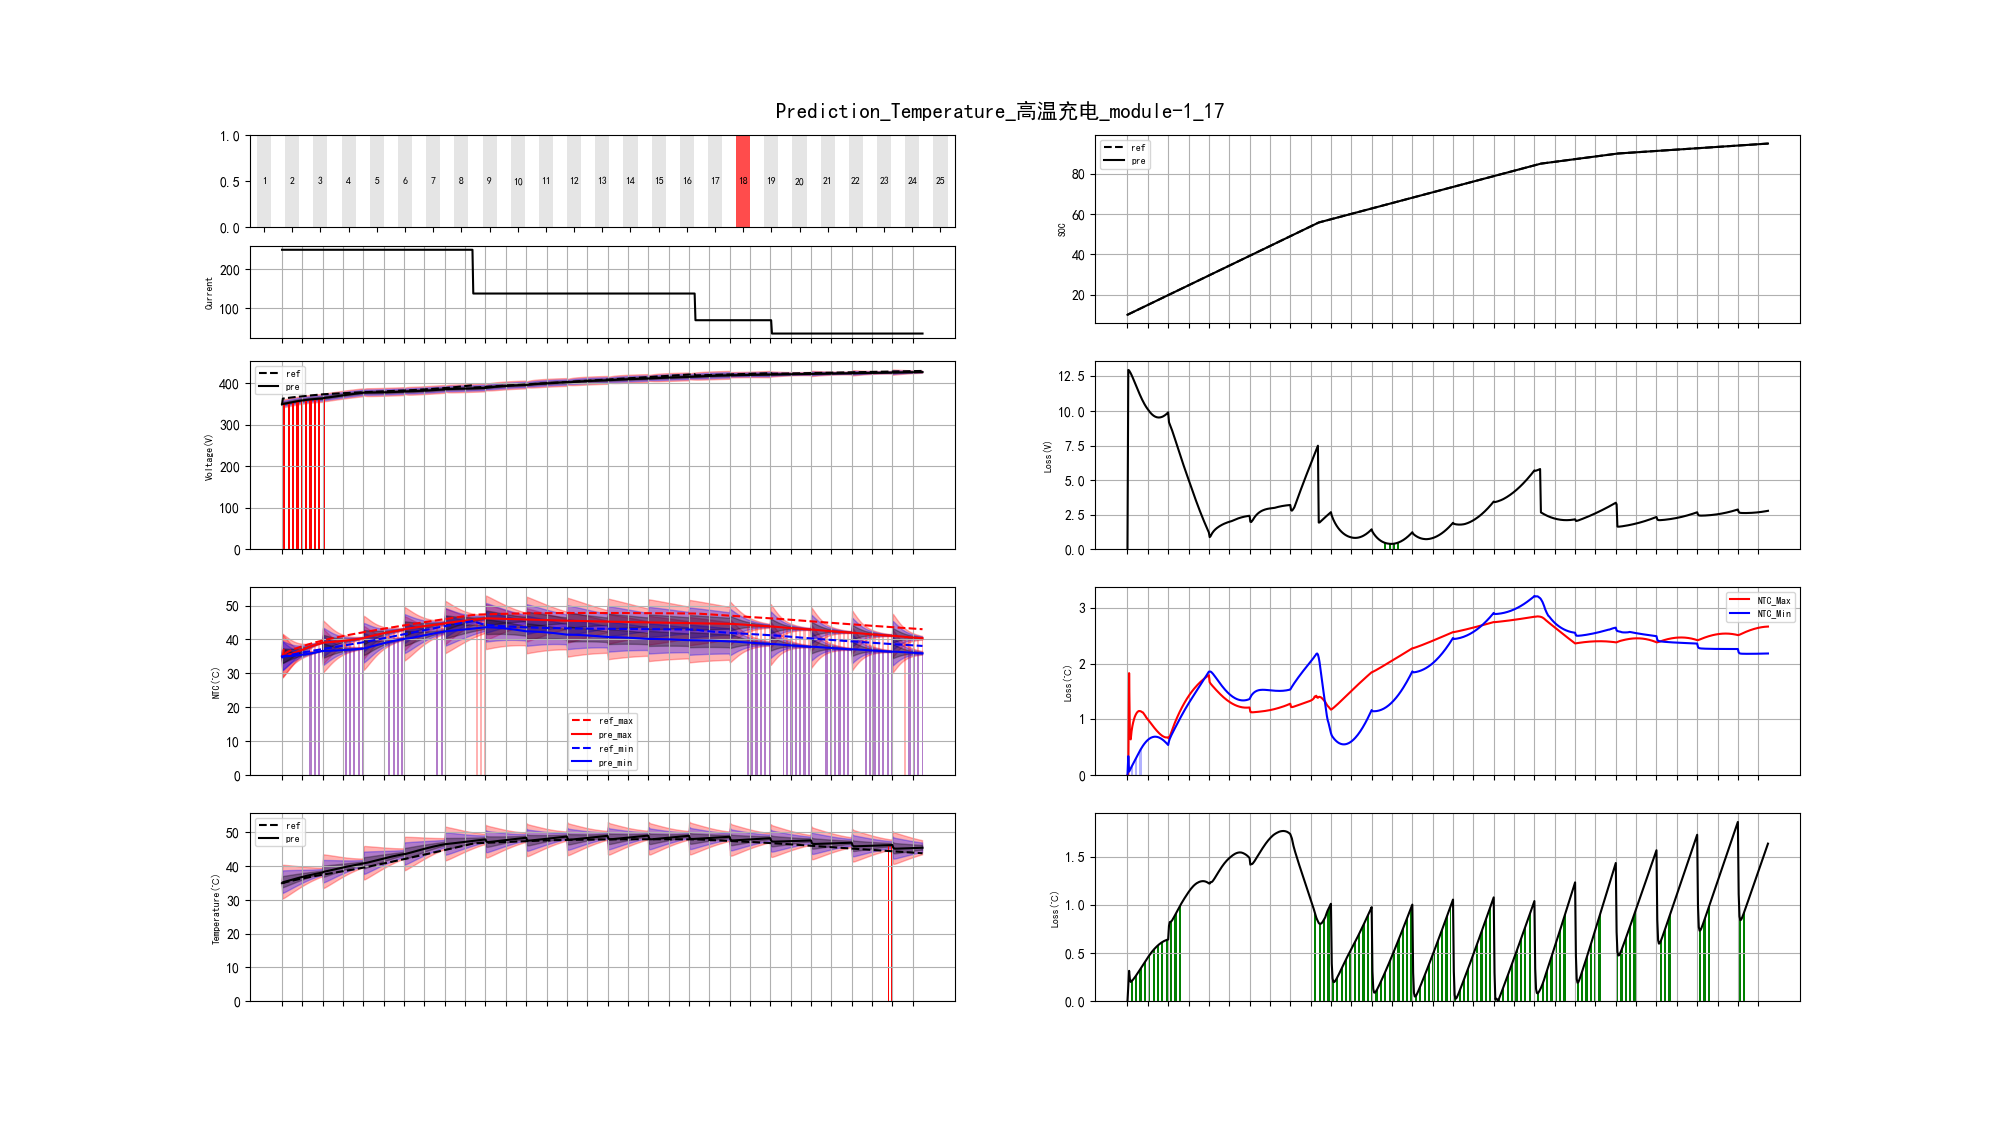 Prediction_Temperature_高温充电_module-1_17
1.0
0.5
0.0
1 2 3 4 5 6 7 8 9 10 11 12 13 14 15 16 17 18 19 20 21 22 23 24 25
Current
200
100
Voltage(V)
400
300
200
100
0
ref
pre
NTC(℃)
50
40
30
20
10
0
ref_max
pre_max
ref_min
pre_min
Temperature(℃)
50
40
30
20
10
0
ref
pre
SOC
80
60
40
20
ref
pre
Loss(V)
12.5
10.0
7.5
5.0
2.5
0.0
Loss(℃)
3
2
1
0
NTC_Max
NTC_Min
Loss(℃)
1.5
1.0
0.5
0.0